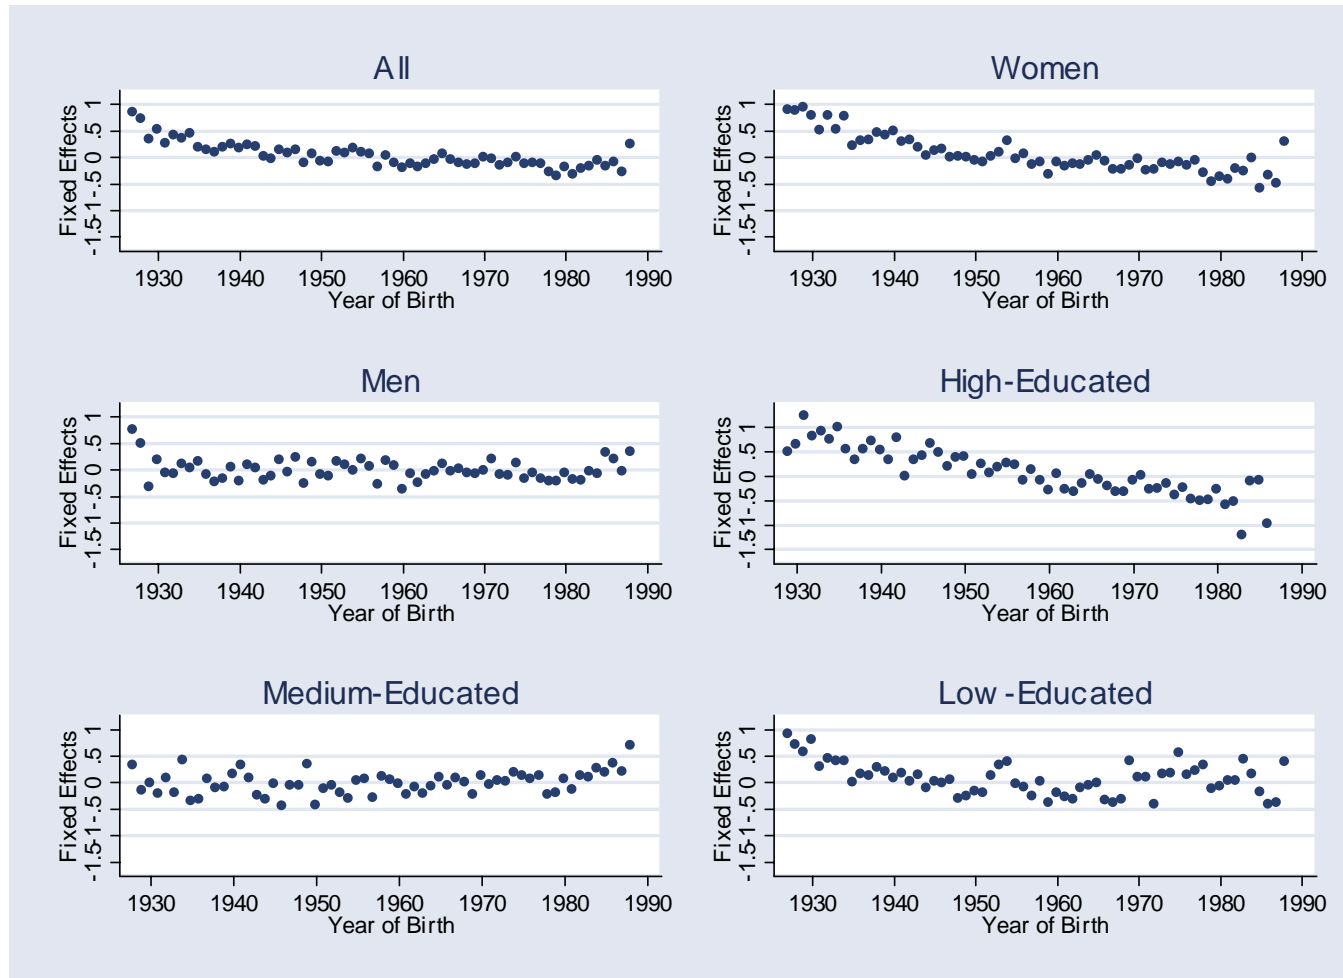 All
Women
Fixed Effects
-1.5 -1 -.5 0 .5 1
1930 1940 1950 1960 1970 1980 1990
Year of Birth
Fixed Effects
-1.5 -1 -.5 0 .5 1
1930 1940 1950 1960 1970 1980 1990
Year of Birth
Men
High-Educated
Fixed Effects
-1.5 -1 -.5 0 .5 1
1930 1940 1950 1960 1970 1980 1990
Year of Birth
Fixed Effects
-1.5 -1 -.5 0 .5 1
1930 1940 1950 1960 1970 1980 1990
Year of Birth
Medium-Educated
Low -Educated
Fixed Effects
-1.5 -1 -.5 0 .5 1
1930 1940 1950 1960 1970 1980 1990
Year of Birth
Fixed Effects
-1.5 -1 -.5 0 .5 1
1930 1940 1950 1960 1970 1980 1990
Year of Birth